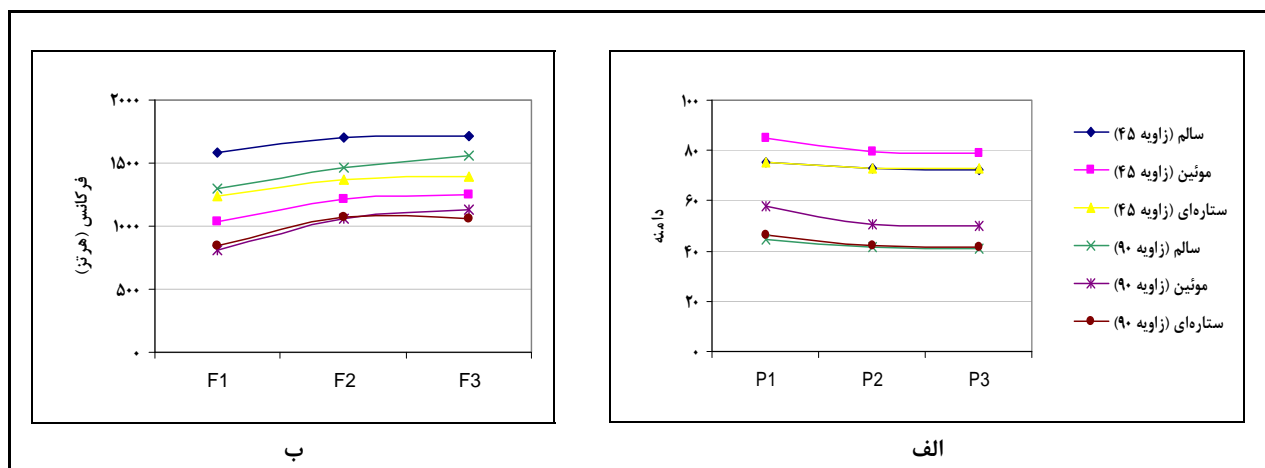 ۱۰۰
۸۰
۶۰
۴۰
۲۰
۰
دامنه
P1 P2 P3
سالم (زاویه ۴۵)
موئین (زاویه ۴۵)
ستاره‌ای (زاویه ۴۵)
سالم (زاویه ۹۰)
موئین (زاویه ۹۰)
ستاره‌ای (زاویه ۹۰)
الف
۲۰۰۰
۱۵۰۰
۱۰۰۰
۵۰۰
۰
فرکانس (هرتز)
F1 F2 F3
ب